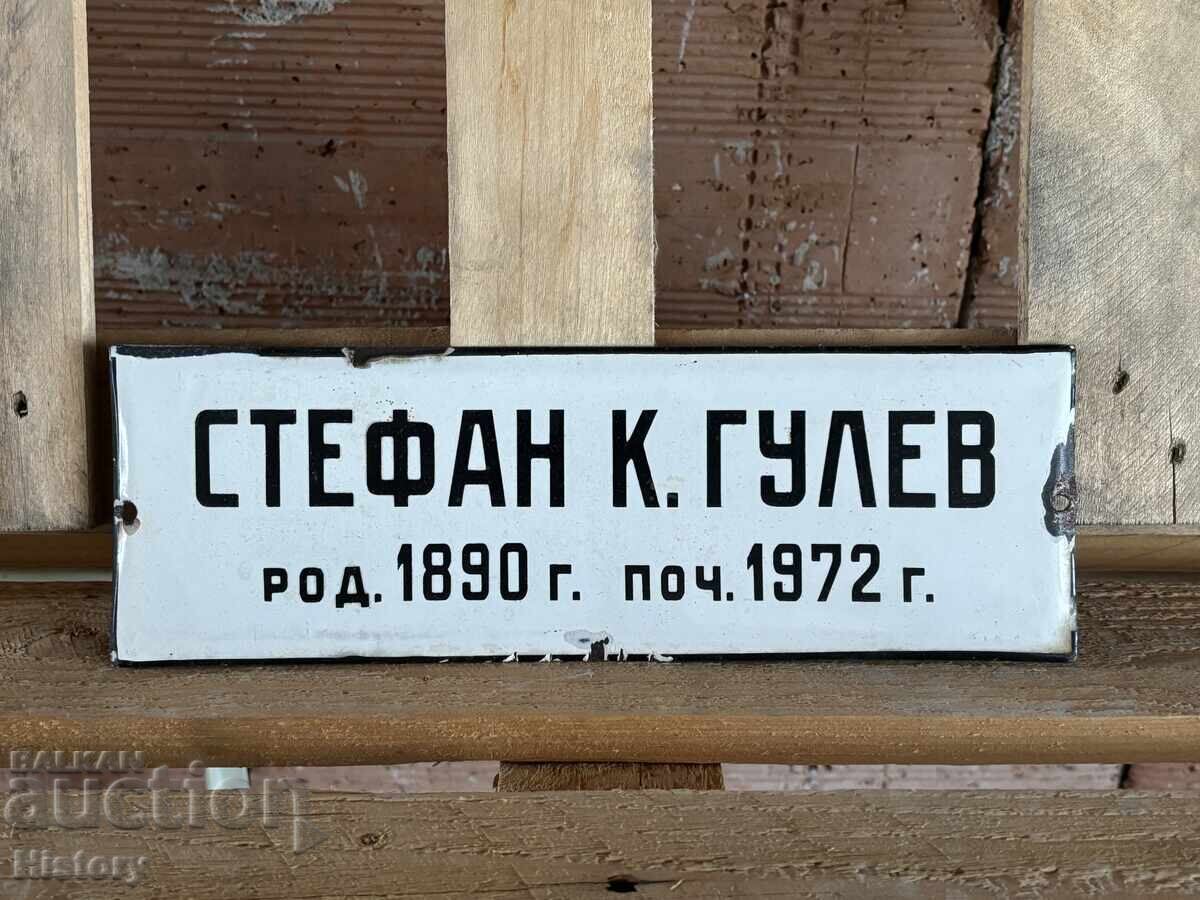 СТЕФАН К. ГУЛЕВ
род. 1890 г. поч. 1972 г.
BALKAN
auction
History